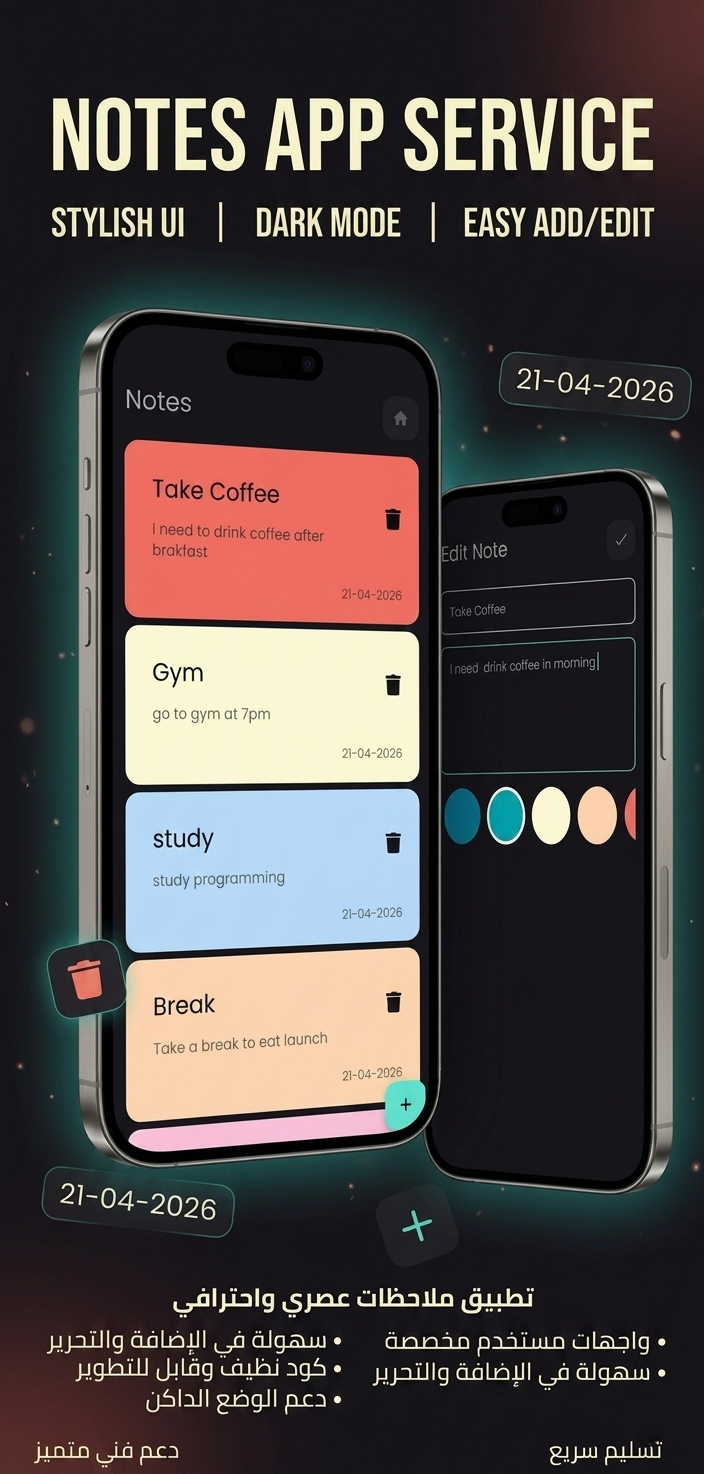 NOTES APP SERVICE
STYLISH UI | DARK MODE | EASY ADD/EDIT
21-04-2026
Notes
Take Coffee
I need to drink coffee after
brakfast
21-04-2026
Gym
go to gym at 7pm
21-04-2026
study
study programming
21-04-2026
Break
Take a break to eat launch
21-04-2026
Edit Note
Take Coffee
I need drink coffee in morning
21-04-2026
تطبيق ملاحظات عصري واحترافي
• واجهات مستخدم مخصصة
• سهولة في الإضافة والتحرير
• سهولة في الإضافة والتحرير
• كود نظيف وقابل للتطوير
• دعم الوضع الداكن
تسليم سريع
دعم فني متميز